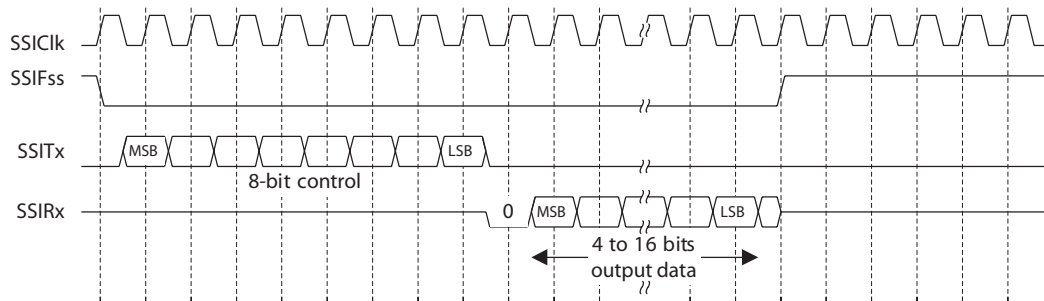 SSIClk
SSIFss
SSITx
MSB
LSB
8-bit control
SSIRx
0
MSB
LSB
4 to 16 bits
output data